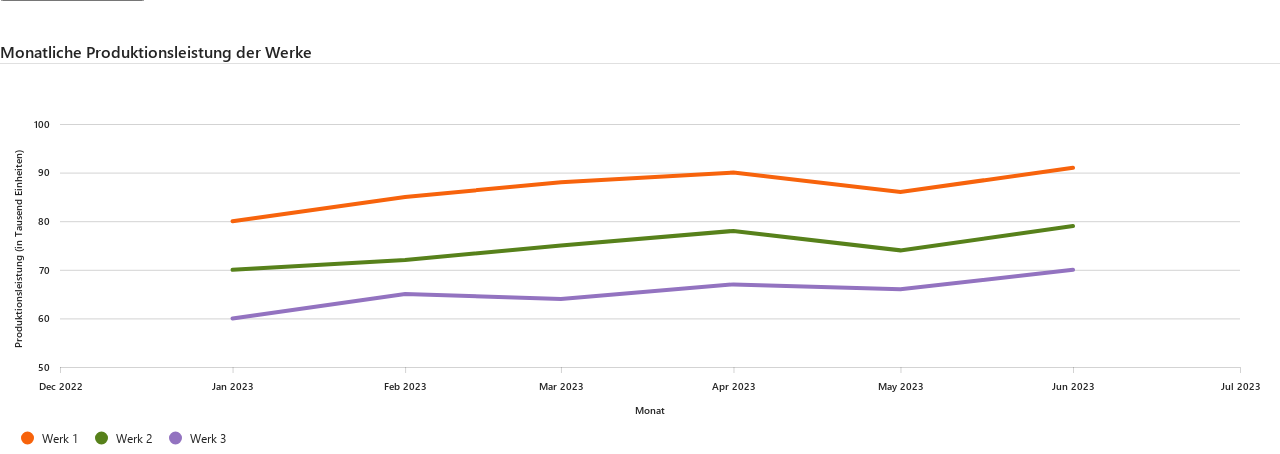 Monatliche Produktionsleistung der Werke
Produktionsleistung (in Tausend Einheiten)
100
90
80
70
60
50
Dec 2022 Jan 2023 Feb 2023 Mar 2023 Apr 2023 May 2023 Jun 2023 Jul 2023
Monat
Werk 1 Werk 2 Werk 3